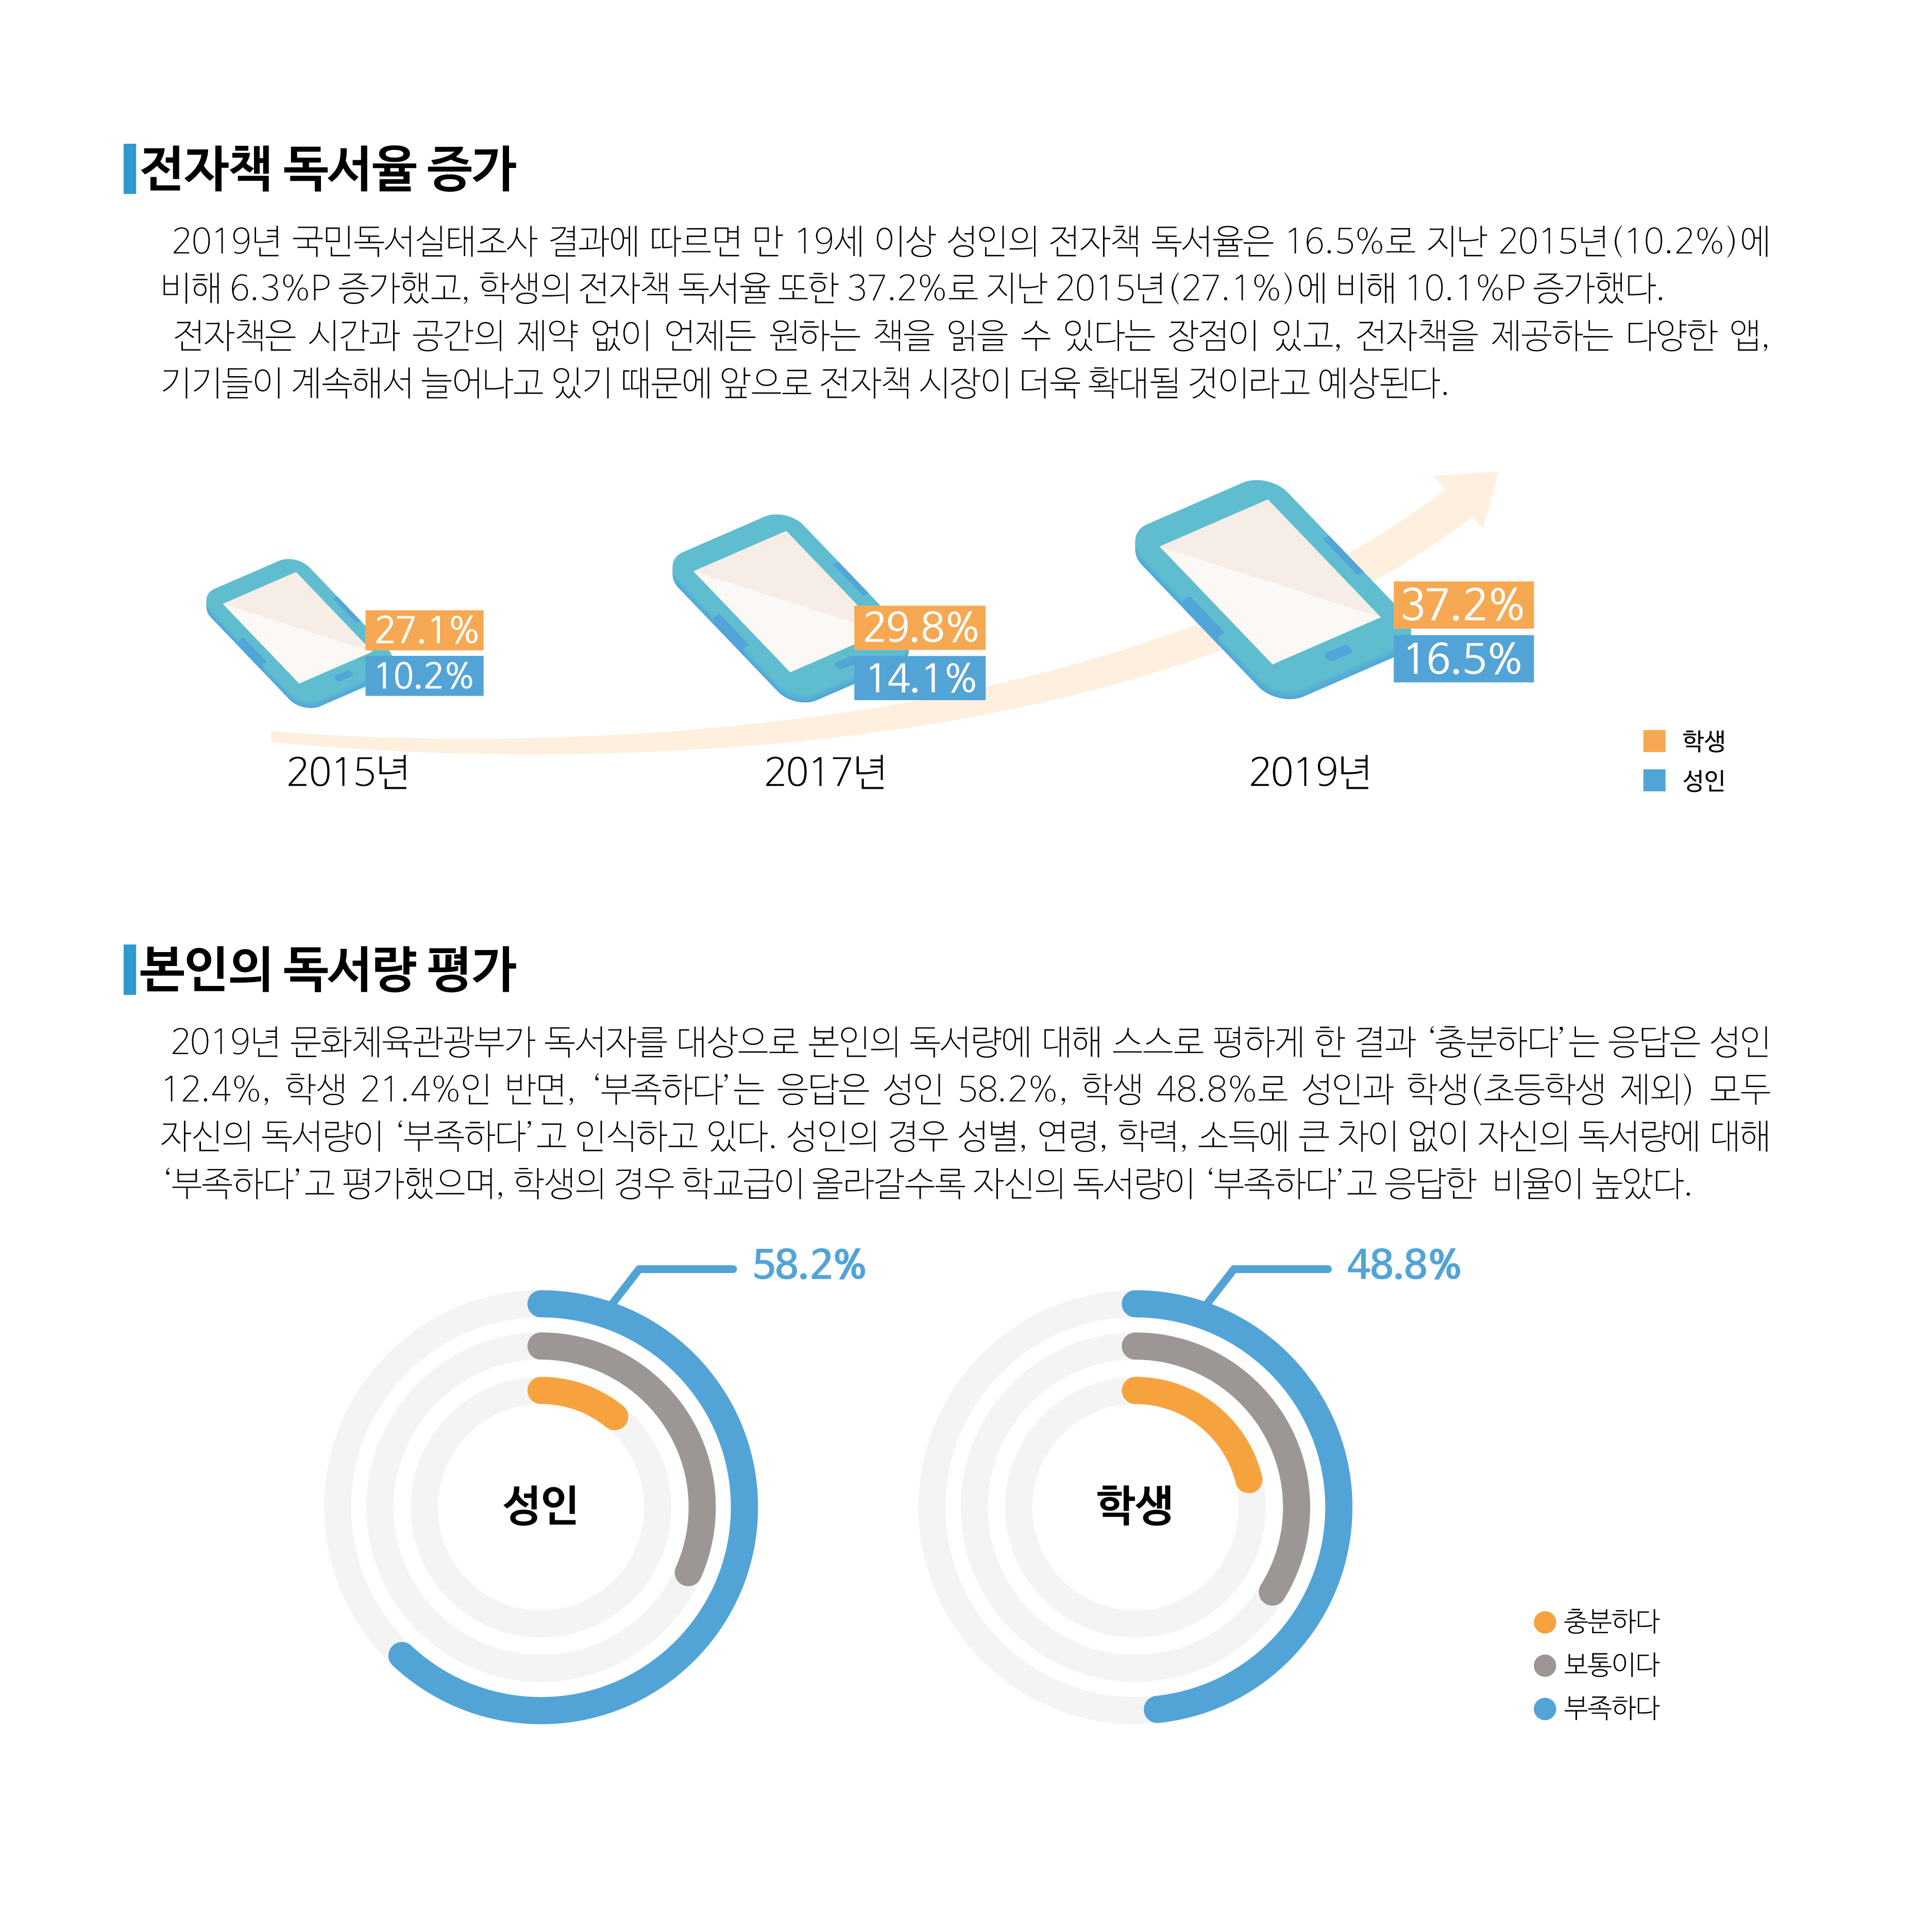 전자책 독서율 증가
2019년 국민독서실태조사 결과에 따르면 만 19세 이상 성인의 전자책 독서율은 16.5%로 지난 2015년(10.2%)에
비해 6.3%P 증가했고, 학생의 전자책 독서율 또한 37.2%로 지난 2015년(27.1%)에 비해 10.1%P 증가했다.
전자책은 시간과 공간의 제약 없이 언제든 원하는 책을 읽을 수 있다는 장점이 있고, 전자책을 제공하는 다양한 앱,
기기들이 계속해서 늘어나고 있기 때문에 앞으로 전자책 시장이 더욱 확대될 것이라고 예상된다.
27.1%
10.2%
2015년
29.8%
14.1%
2017년
37.2%
16.5%
2019년
학생
성인
본인의 독서량 평가
2019년 문화체육관광부가 독서자를 대상으로 본인의 독서량에 대해 스스로 평하게 한 결과 ‘충분하다’는 응답은 성인
12.4%, 학생 21.4%인 반면, ‘부족하다’는 응답은 성인 58.2%, 학생 48.8%로 성인과 학생(초등학생 제외) 모두
자신의 독서량이 ‘부족하다’고 인식하고 있다. 성인의 경우 성별, 연령, 학력, 소득에 큰 차이 없이 자신의 독서량에 대해
‘부족하다’고 평가했으며, 학생의 경우 학교급이 올라갈수록 자신의 독서량이 ‘부족하다’고 응답한 비율이 높았다.
58.2%
성인
48.8%
학생
충분하다
보통이다
부족하다